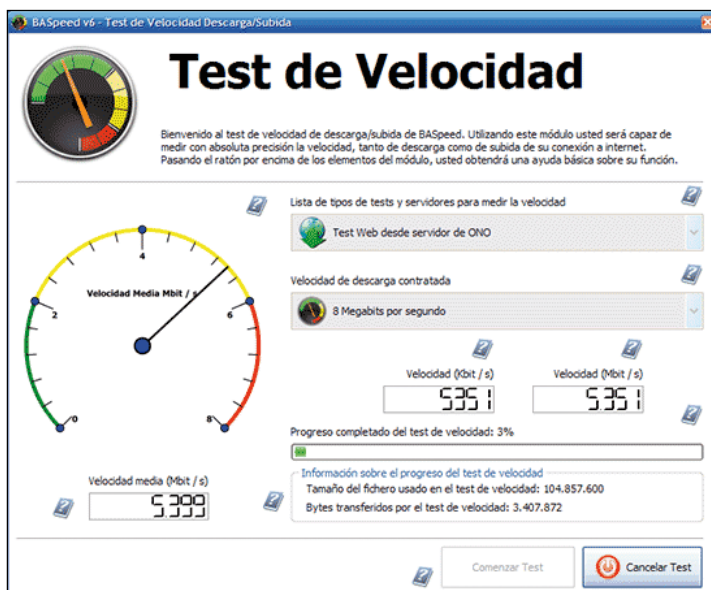 BASpeed v6 - Test de Velocidad Descarga/Subida
Test de Velocidad
Bienvenido al test de velocidad de descarga/subida de BASpeed. Utilizando este módulo usted será capaz de
medir con absoluta precisión la velocidad, tanto de descarga como de subida de su conexión a internet.
Pasando el ratón por encima de los elementos del módulo, usted obtendrá una ayuda básica sobre su función.
Lista de tipos de tests y servidores para medir la velocidad
Test Web desde servidor de ONO
Velocidad de descarga contratada
8 Megabits por segundo
4
Velocidad Media Mbit / s
2
6
0
8
Velocidad (Kbit / s)
Velocidad (Mbit / s)
5351
5.351
Progreso completado del test de velocidad: 3%
Información sobre el progreso del test de velocidad
Tamaño del fichero usado en el test de velocidad: 104.857.600
Bytes transferidos por el test de velocidad: 3.407.872
Velocidad media (Mbit / s)
5.399
Comenzar Test
Cancelar Test